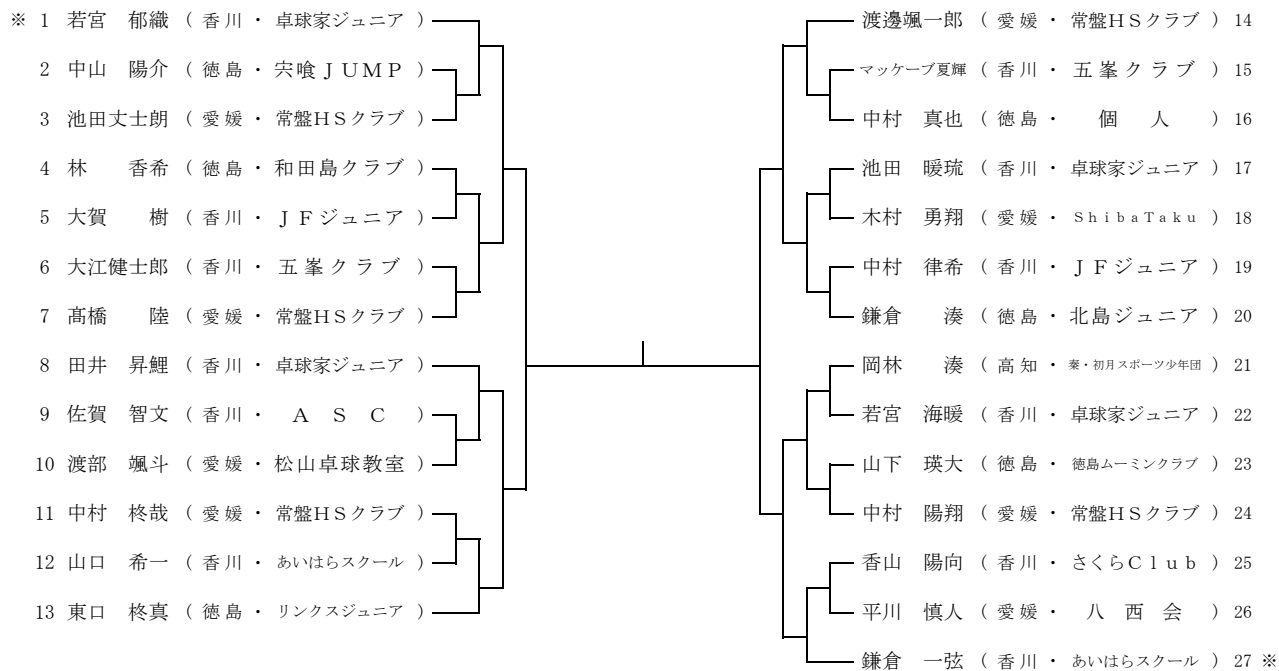 ※ 1 若宮 郁織 ( 香川 ・ 卓球家ジュニア )
2 中山 陽介 ( 徳島 ・ 宍喰ＪＵＭＰ )
3 池田丈士朗 ( 愛媛 ・ 常盤ＨＳクラブ )
4 林 香希 ( 徳島 ・ 和田島クラブ )
5 大賀 樹 ( 香川 ・ ＪＦジュニア )
6 大江健士郎 ( 香川 ・ 五峯クラブ )
7 髙橋 陸 ( 愛媛 ・ 常盤ＨＳクラブ )
8 田井 昇鯉 ( 香川 ・ 卓球家ジュニア )
9 佐賀 智文 ( 香川 ・ Ａ Ｓ Ｃ )
10 渡部 颯斗 ( 愛媛 ・ 松山卓球教室 )
11 中村 柊哉 ( 愛媛 ・ 常盤ＨＳクラブ )
12 山口 希一 ( 香川 ・ あいはらスクール )
13 東口 柊真 ( 徳島 ・ リンクスジュニア )
渡邊颯一郎 ( 愛媛 ・ 常盤ＨＳクラブ ) 14
マッケーブ夏輝 ( 香川 ・ 五峯クラブ ) 15
中村 真也 ( 徳島 ・ 個 人 ) 16
池田 暖琉 ( 香川 ・ 卓球家ジュニア ) 17
木村 勇翔 ( 愛媛 ・ ＳｈｉｂａＴａｋｕ ) 18
中村 律希 ( 香川 ・ ＪＦジュニア ) 19
鎌倉 湊 ( 徳島 ・ 北島ジュニア ) 20
岡林 湊 ( 高知 ・ 秦・初月スポーツ少年団 ) 21
若宮 海暖 ( 香川 ・ 卓球家ジュニア ) 22
山下 瑛大 ( 徳島 ・ 徳島ムーミンクラブ ) 23
中村 陽翔 ( 愛媛 ・ 常盤ＨＳクラブ ) 24
香山 陽向 ( 香川 ・ さくらＣｌｕｂ ) 25
平川 慎人 ( 愛媛 ・ 八 西 会 ) 26
鎌倉 一弦 ( 香川 ・ あいはらスクール ) 27 ※